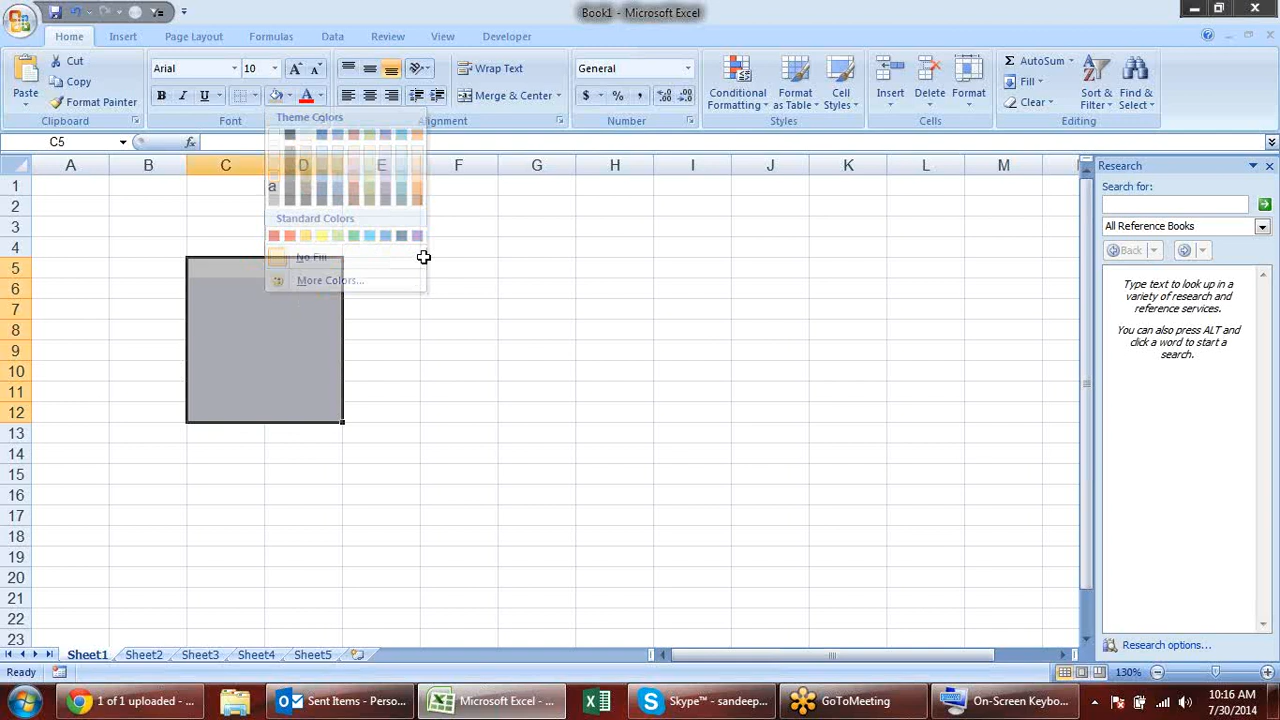 Book1 - Microsoft Excel
Home Insert Page Layout Formulas Data Review View Developer
Paste Cut Copy Format Painter
Clipboard
Arial 10
B I U A
Font
Wrap Text
Merge & Center
Alignment
General
$ % ,
Number
Conditional Formatting
Format as Table
Cell Styles
Styles
Insert Delete Format
Cells
Σ AutoSum
Fill
Clear
Sort & Filter
Find & Select
Editing
C5 fx
Theme Colors
Standard Colors
No Fill
More Colors...
A B C D E F G H I J K L M
1
2
3
4
5
6
7
8
9
10
11
12
13
14
15
16
17
18
19
20
21
22
23
a
Research
Search for:
All Reference Books
Back
Type text to look up in a
variety of research and
reference services.
You can also press ALT and
click a word to start a
search.
Research options...
Sheet1 Sheet2 Sheet3 Sheet4 Sheet5
Ready 130%
1 of 1 uploaded - ... Sent Items - Perso... Microsoft Excel - ... Skype™ - sandeep... GoToMeeting On-Screen Keybo...
10:16 AM
7/30/2014